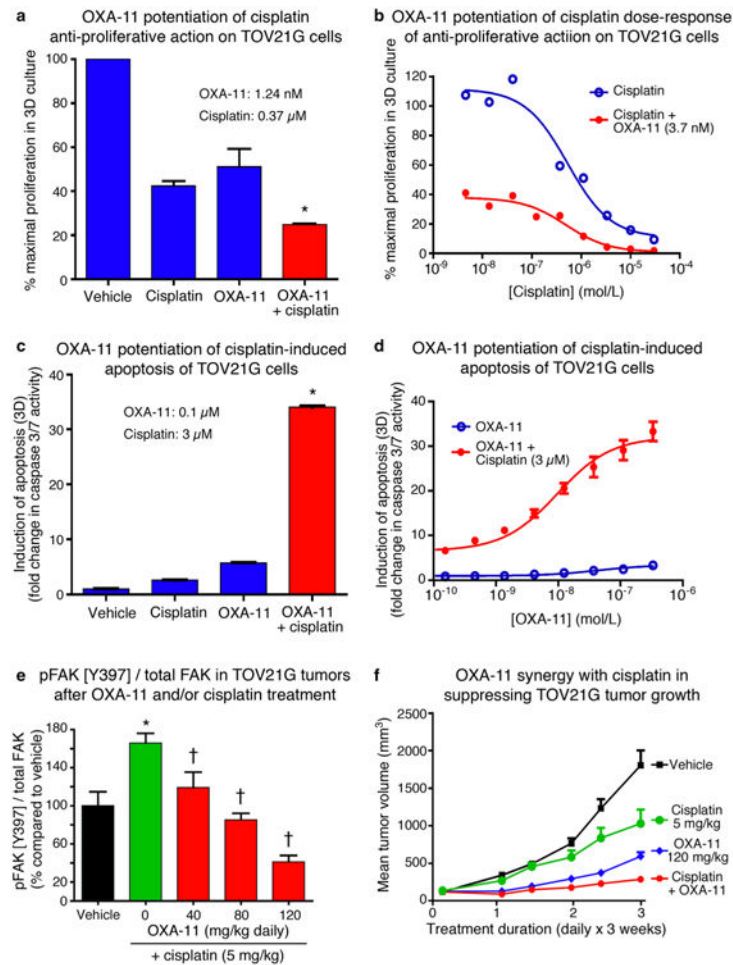 a
OXA-11 potentiation of cisplatin
anti-proliferative action on TOV21G cells
% maximal proliferation in 3D culture
100
80
60
40
20
0
OXA-11: 1.24 nM
Cisplatin: 0.37 µM
*
Vehicle
Cisplatin
OXA-11
OXA-11
+ cisplatin
b
OXA-11 potentiation of cisplatin dose-response
of anti-proliferative actiion on TOV21G cells
% maximal proliferation in 3D culture
120
100
80
60
40
20
0
Cisplatin
Cisplatin +
OXA-11 (3.7 nM)
10-9
10-8
10-7
10-6
10-5
10-4
[Cisplatin] (mol/L)
c
OXA-11 potentiation of cisplatin-induced
apoptosis of TOV21G cells
Induction of apoptosis (3D)
(fold change in caspase 3/7 activity)
40
30
20
10
0
OXA-11: 0.1 µM
Cisplatin: 3 µM
*
Vehicle
Cisplatin
OXA-11
OXA-11
+ cisplatin
d
OXA-11 potentiation of cisplatin-induced
apoptosis of TOV21G cells
Induction of apoptosis (3D)
(fold change in caspase 3/7 activity)
40
30
20
10
0
OXA-11
OXA-11 +
Cisplatin (3 µM)
10-10
10-9
10-8
10-7
10-6
[OXA-11] (mol/L)
e
pFAK [Y397] / total FAK in TOV21G tumors
after OXA-11 and/or cisplatin treatment
pFAK [Y397] / total FAK
(% compared to vehicle)
180
140
100
60
0
*
†
†
†
Vehicle
0
40
80
120
OXA-11 (mg/kg daily)
+ cisplatin (5 mg/kg)
f
OXA-11 synergy with cisplatin in
suppressing TOV21G tumor growth
Mean tumor volume (mm3)
2500
2000
1500
1000
500
0
Vehicle
Cisplatin
5 mg/kg
OXA-11
120 mg/kg
Cisplatin
+ OXA-11
0
1
2
3
Treatment duration (daily x 3 weeks)